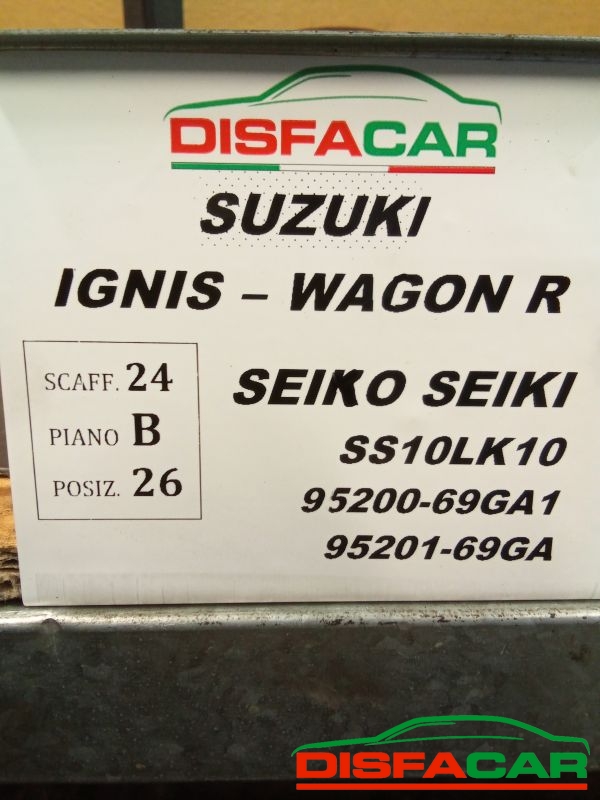 DISFACAR
SUZUKI
IGNIS – WAGON R
SCAFF. 24
PIANO B
POSIZ. 26
SEIKO SEIKI
SS10LK10
95200-69GA1
95201-69GA
DISFACAR